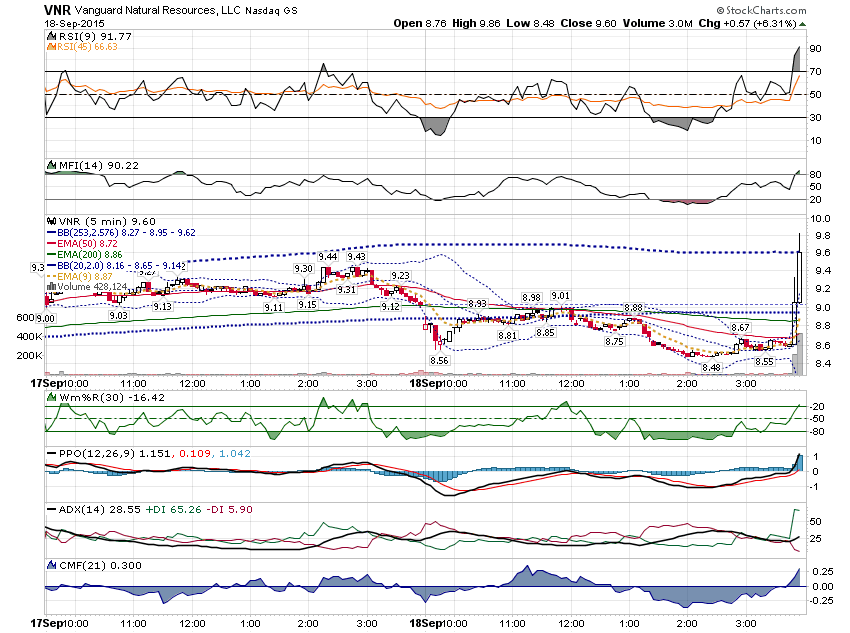 VNR Vanguard Natural Resources, LLC Nasdaq GS
© StockCharts.com
18-Sep-2015
Open 8.76 High 9.86 Low 8.48 Close 9.60 Volume 3.0M Chg +0.57 (+6.31%)
RSI(9) 91.77
RSI(45) 66.63
90
70
50
30
10
MFI(14) 90.22
80
50
20
VNR (5 min) 9.60
BB(253,2.576) 8.27 - 8.95 - 9.62
EMA(50) 8.72
EMA(200) 8.86
BB(20,2.0) 8.16 - 8.65 - 9.142
EMA(9) 8.87
Volume 428,124
10.0
9.8
9.6
9.4
9.2
9.0
8.8
8.6
8.4
600
400K
200K
9.3
9.00
9.03
9.27
9.13
9.11
9.30
9.15
9.44
9.31
9.43
9.12
9.23
8.56
8.93
8.81
8.98
8.85
9.01
8.75
8.88
8.48
8.67
8.55
17Sep 10:00 11:00 12:00 1:00 2:00 3:00 18Sep 10:00 11:00 12:00 1:00 2:00 3:00
Wm%R(30) -16.42
-20
-50
-80
PPO(12,26,9) 1.151, 0.109, 1.042
1
0
-1
ADX(14) 28.55 +DI 65.26 -DI 5.90
50
25
CMF(21) 0.300
0.25
0.00
-0.25
17Sep 10:00 11:00 12:00 1:00 2:00 3:00 18Sep 10:00 11:00 12:00 1:00 2:00 3:00